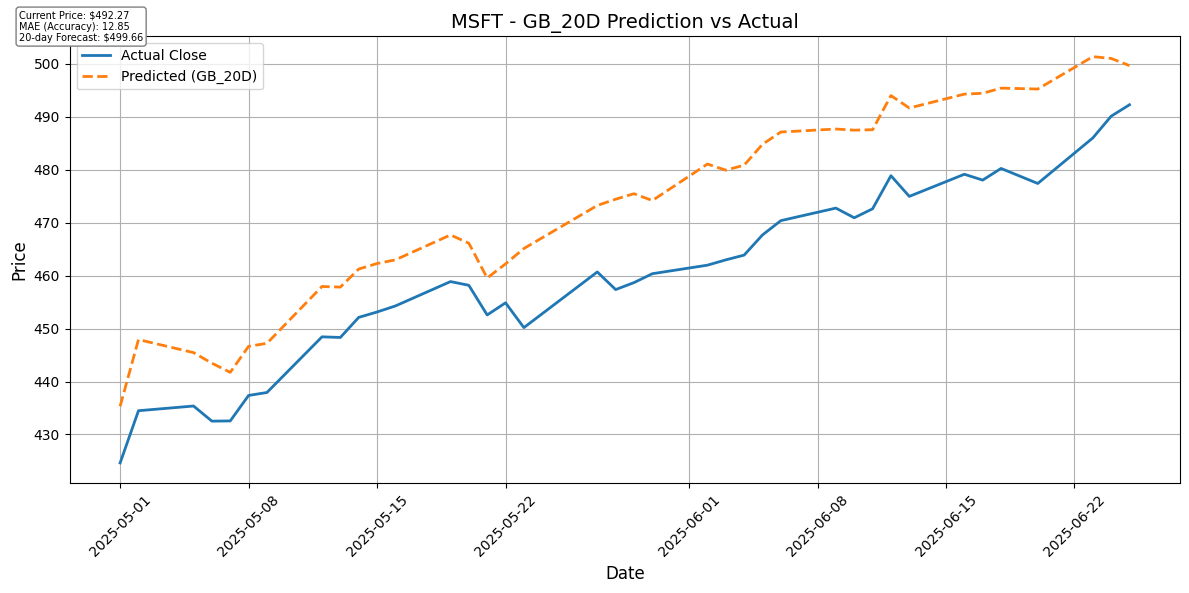 MSFT - GB_20D Prediction vs Actual
Current Price: $492.27
MAE (Accuracy): 12.85
20-day Forecast: $499.66
Actual Close
Predicted (GB_20D)
Price
500
490
480
470
460
450
440
430
2025-05-01
2025-05-08
2025-05-15
2025-05-22
2025-06-01
2025-06-08
2025-06-15
2025-06-22
Date